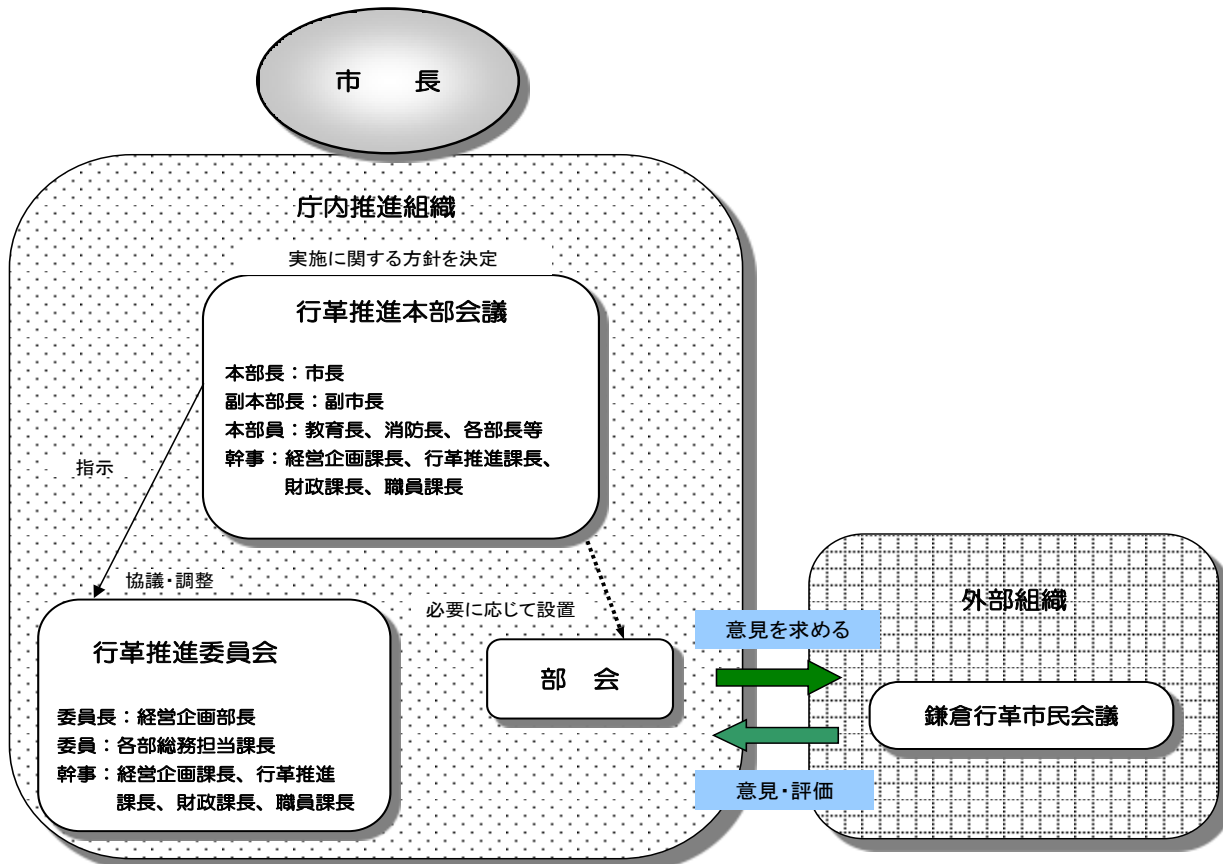 市　　長
庁内推進組織
実施に関する方針を決定
行革推進本部会議
本部長：市長
副本部長：副市長
本部員：教育長、消防長、各部長等
幹事：経営企画課長、行革推進課長、
財政課長、職員課長
指示
協議・調整
行革推進委員会
委員長：経営企画部長
委員：各部総務担当課長
幹事：経営企画課長、行革推進
課長、財政課長、職員課長
必要に応じて設置
部　会
意見を求める
意見・評価
外部組織
鎌倉行革市民会議